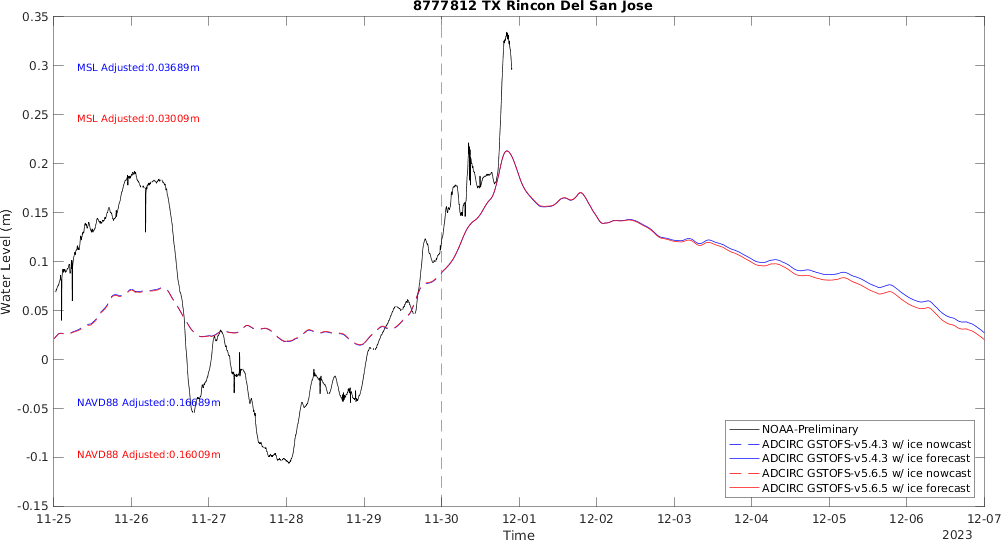 8777812 TX Rincon Del San Jose
0.35
0.3
0.25
0.2
0.15
0.1
0.05
0
-0.05
-0.1
-0.15
Water Level (m)
MSL Adjusted:0.03689m
MSL Adjusted:0.03009m
NAVD88 Adjusted:0.16689m
NAVD88 Adjusted:0.16009m
NOAA-Preliminary
ADCIRC GSTOFS-v5.4.3 w/ ice nowcast
ADCIRC GSTOFS-v5.4.3 w/ ice forecast
ADCIRC GSTOFS-v5.6.5 w/ ice nowcast
ADCIRC GSTOFS-v5.6.5 w/ ice forecast
11-25 11-26 11-27 11-28 11-29 11-30 12-01 12-02 12-03 12-04 12-05 12-06 12-07
Time
2023